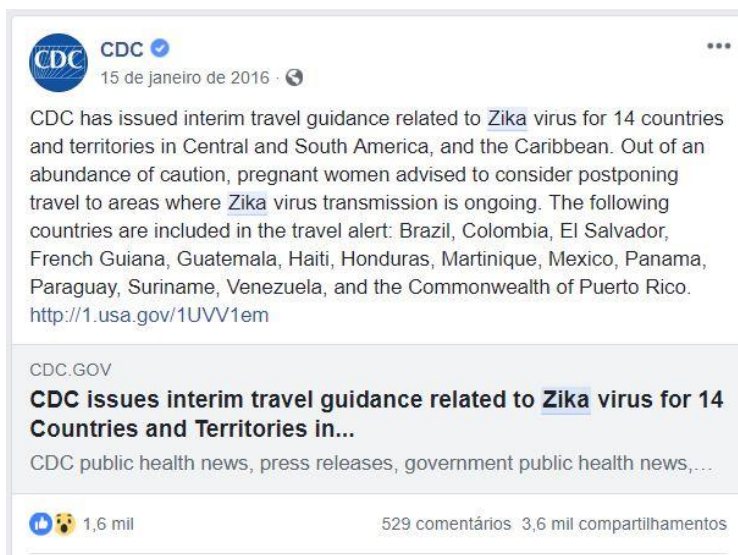 CDC
CDC
15 de janeiro de 2016 ·
CDC has issued interim travel guidance related to Zika virus for 14 countries
and territories in Central and South America, and the Caribbean. Out of an
abundance of caution, pregnant women advised to consider postponing
travel to areas where Zika virus transmission is ongoing. The following
countries are included in the travel alert: Brazil, Colombia, El Salvador,
French Guiana, Guatemala, Haiti, Honduras, Martinique, Mexico, Panama,
Paraguay, Suriname, Venezuela, and the Commonwealth of Puerto Rico.
http://1.usa.gov/1UVV1em
CDC.GOV
CDC issues interim travel guidance related to Zika virus for 14
Countries and Territories in...
CDC public health news, press releases, government public health news,...
1,6 mil 529 comentários 3,6 mil compartilhamentos